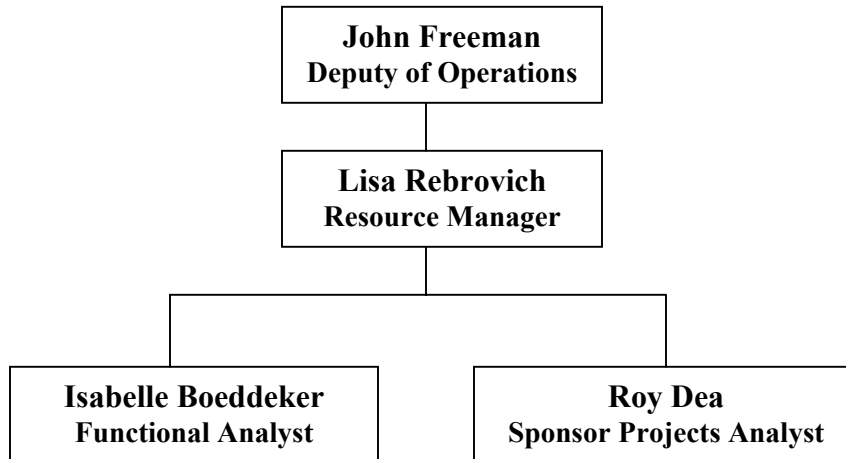 John Freeman
Deputy of Operations
Lisa Rebrovich
Resource Manager
Isabelle Boeddeker
Functional Analyst
Roy Dea
Sponsor Projects Analyst